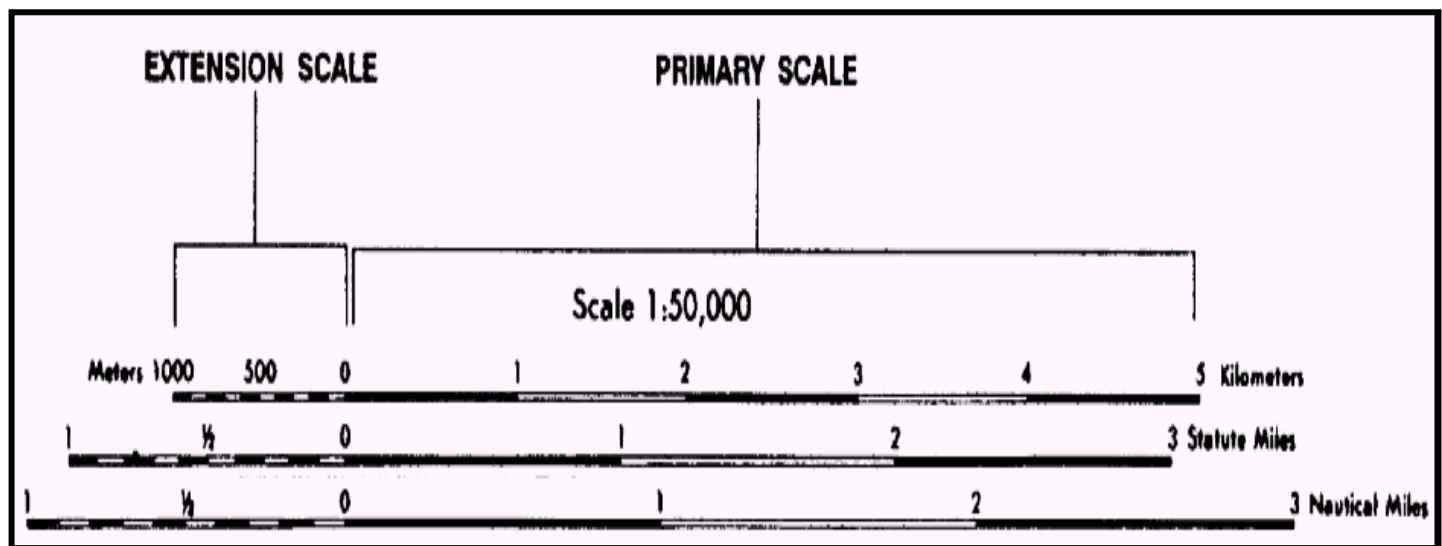 EXTENSION SCALE PRIMARY SCALE
Scale 1:50,000
Meters 1000 500 0 1 2 3 4 5 Kilometers
1 ½ 0 1 2 3 Statute Miles
1 ½ 0 1 2 3 Nautical Miles